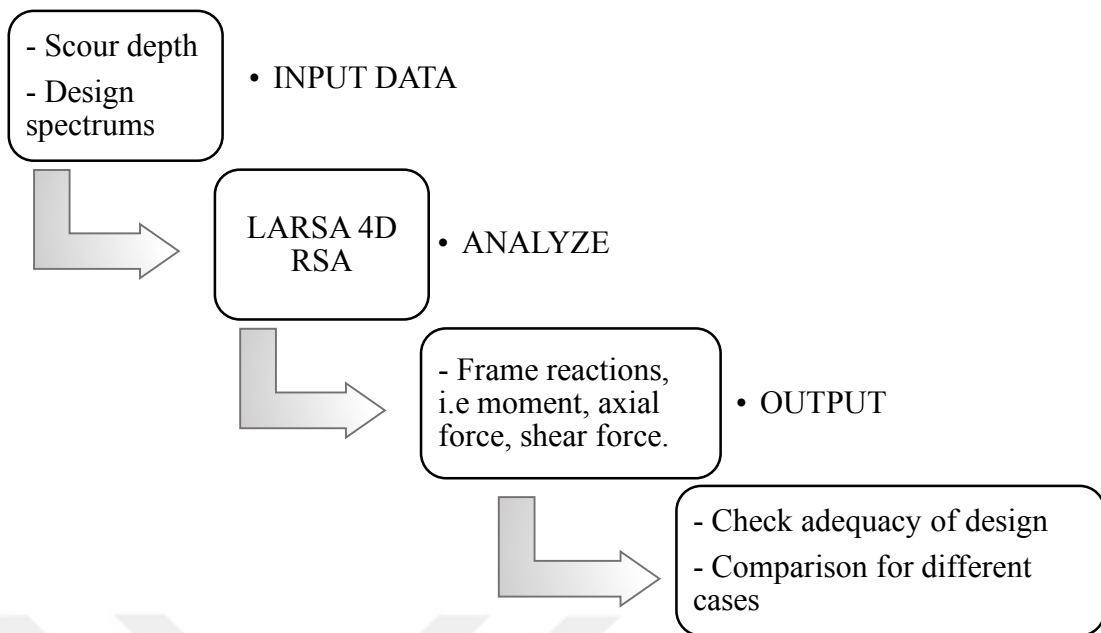 - Scour depth
- Design
spectrums
• INPUT DATA
LARSA 4D
RSA
• ANALYZE
- Frame reactions,
i.e moment, axial
force, shear force.
• OUTPUT
- Check adequacy of design
- Comparison for different
cases